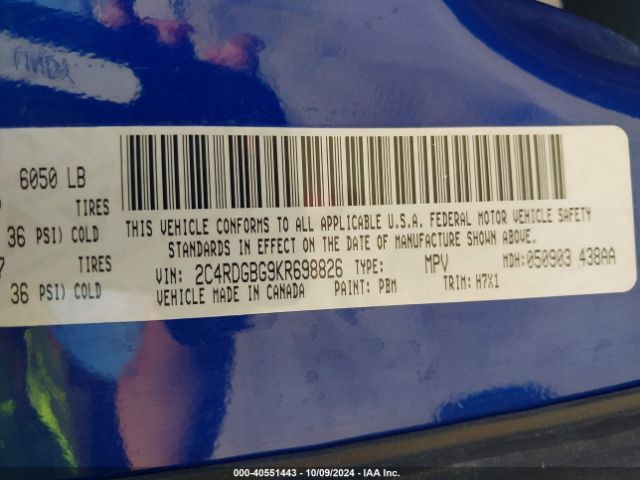 6050 LB
TIRES
36 PSI) COLD
TIRES
36 PSI) COLD
THIS VEHICLE CONFORMS TO ALL APPLICABLE U.S.A. FEDERAL MOTOR VEHICLE SAFETY
STANDARDS IN EFFECT ON THE DATE OF MANUFACTURE SHOWN ABOVE.
VIN: 2C4RDGBG9KR698826 TYPE: MPV MDH: 050903 438AA
VEHICLE MADE IN CANADA PAINT: PBM TRIM: H7X1
000-40551443 | 10/09/2024 | IAA Inc.